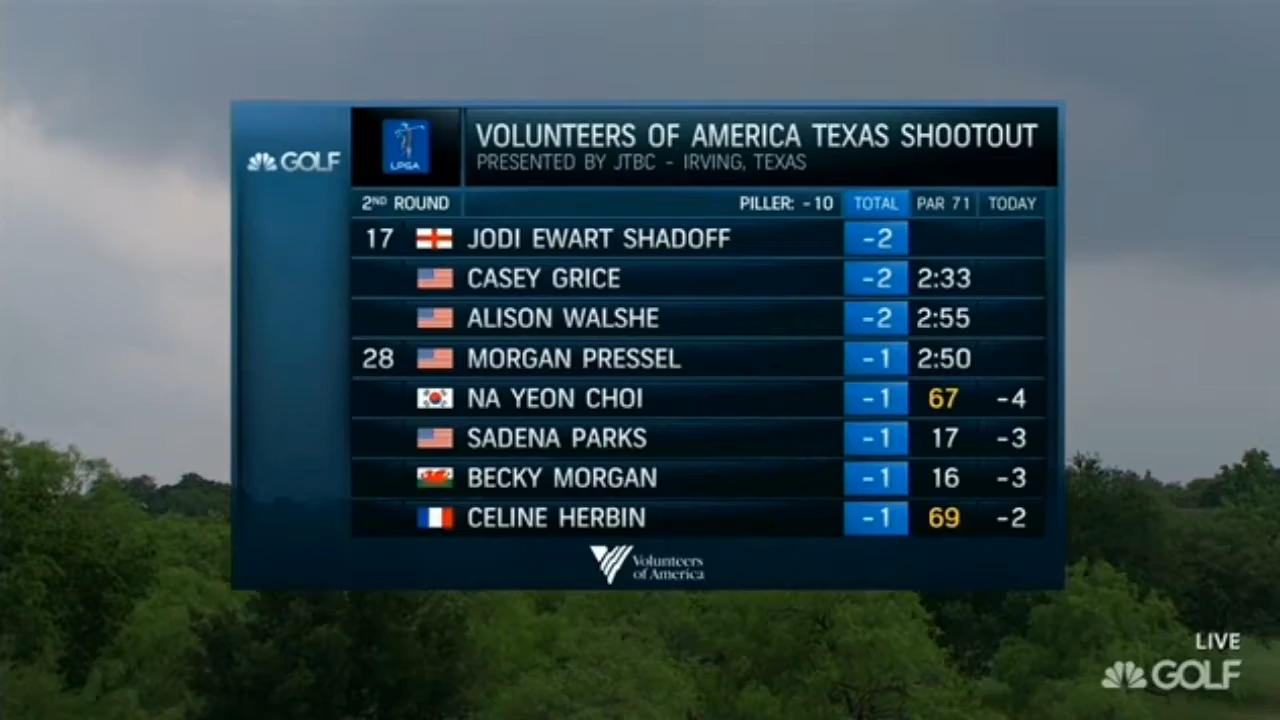 GOLF
LPGA
VOLUNTEERS OF AMERICA TEXAS SHOOTOUT
PRESENTED BY JTBC - IRVING, TEXAS
2ND ROUND PILLER: -10 TOTAL PAR 71 TODAY
17 JODI EWART SHADOFF -2
CASEY GRICE -2 2:33
ALISON WALSHE -2 2:55
28 MORGAN PRESSEL -1 2:50
NA YEON CHOI -1 67 -4
SADENA PARKS -1 17 -3
BECKY MORGAN -1 16 -3
CELINE HERBIN -1 69 -2
Volunteers
of America
LIVE
GOLF